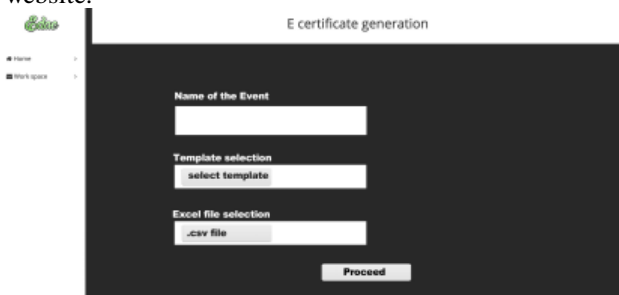 website.
E certificate generation
Home
Work space
Name of the Event
Template selection
select template
Excel file selection
.csv file
Proceed